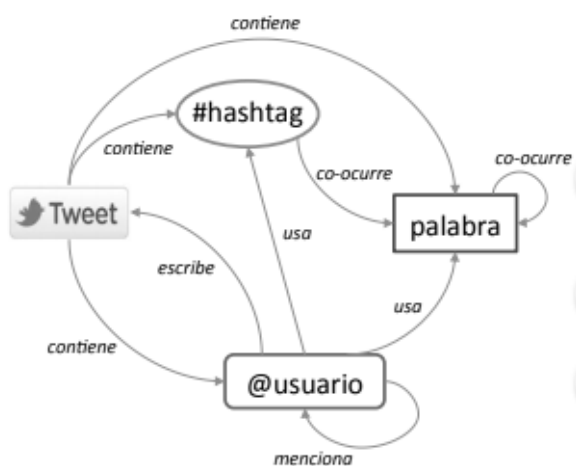 contiene
#hashtag
contiene
co-ocurre
co-ocurre
Tweet
palabra
usa
escribe
usa
contiene
@usuario
menciona